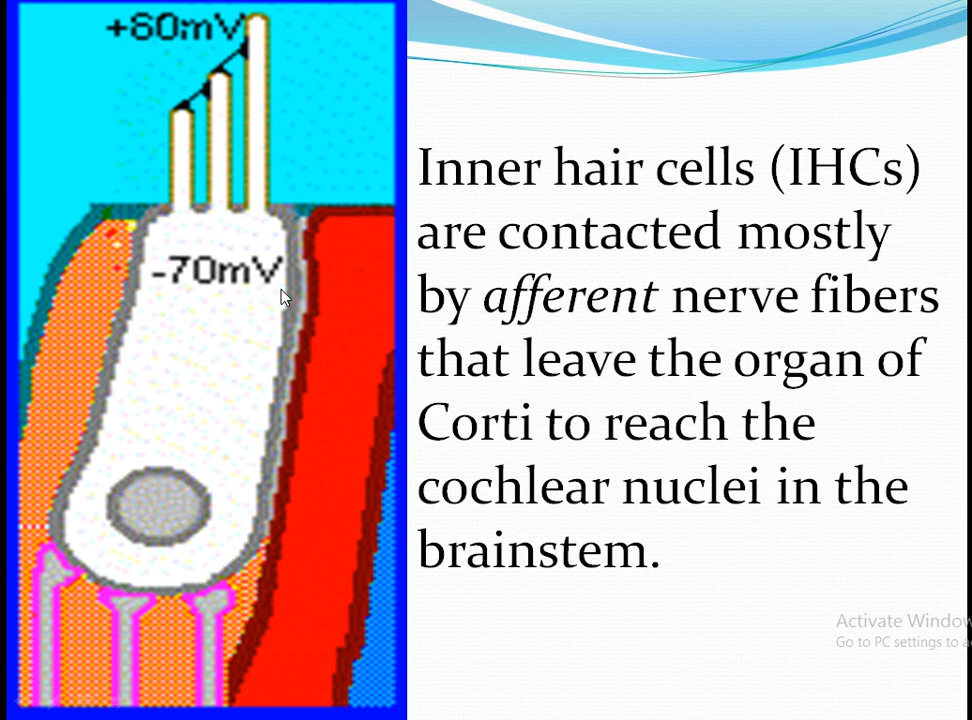 +80mV
-70mV
Inner hair cells (IHCs)
are contacted mostly
by afferent nerve fibers
that leave the organ of
Corti to reach the
cochlear nuclei in the
brainstem.
Activate Window
Go to PC settings to a